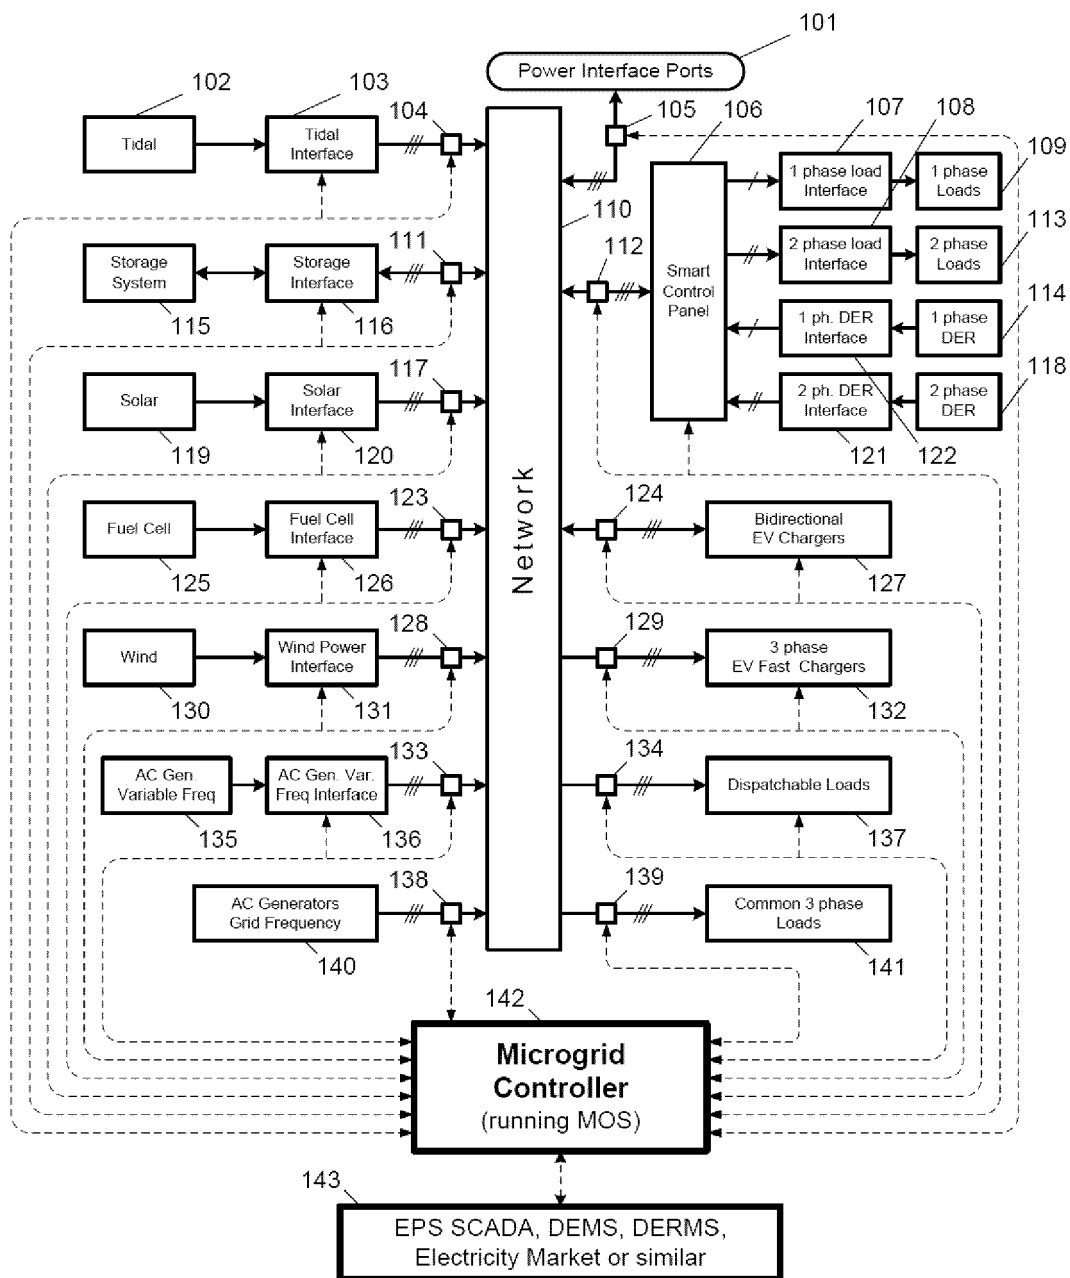 101
Power Interface Ports
102
103
104
105
106
107
108
109
Tidal
Tidal
Interface
1 phase load
Interface
1 phase
Loads
110
111
112
113
2 phase load
Interface
2 phase
Loads
Storage
System
Storage
Interface
Smart
Control
Panel
114
115
116
1 ph. DER
Interface
1 phase
DER
117
118
Solar
Solar
Interface
2 ph. DER
Interface
2 phase
DER
119
120
121
122
123
124
Fuel Cell
Fuel Cell
Interface
Network
Bidirectional
EV Chargers
125
126
127
128
129
Wind
Wind Power
Interface
3 phase
EV Fast Chargers
130
131
132
133
134
AC Gen.
Variable Freq
AC Gen. Var.
Freq Interface
Dispatchable Loads
135
136
137
138
139
AC Generators
Grid Frequency
Common 3 phase
Loads
140
141
142
Microgrid
Controller
(running MOS)
143
EPS SCADA, DEMS, DERMS,
Electricity Market or similar